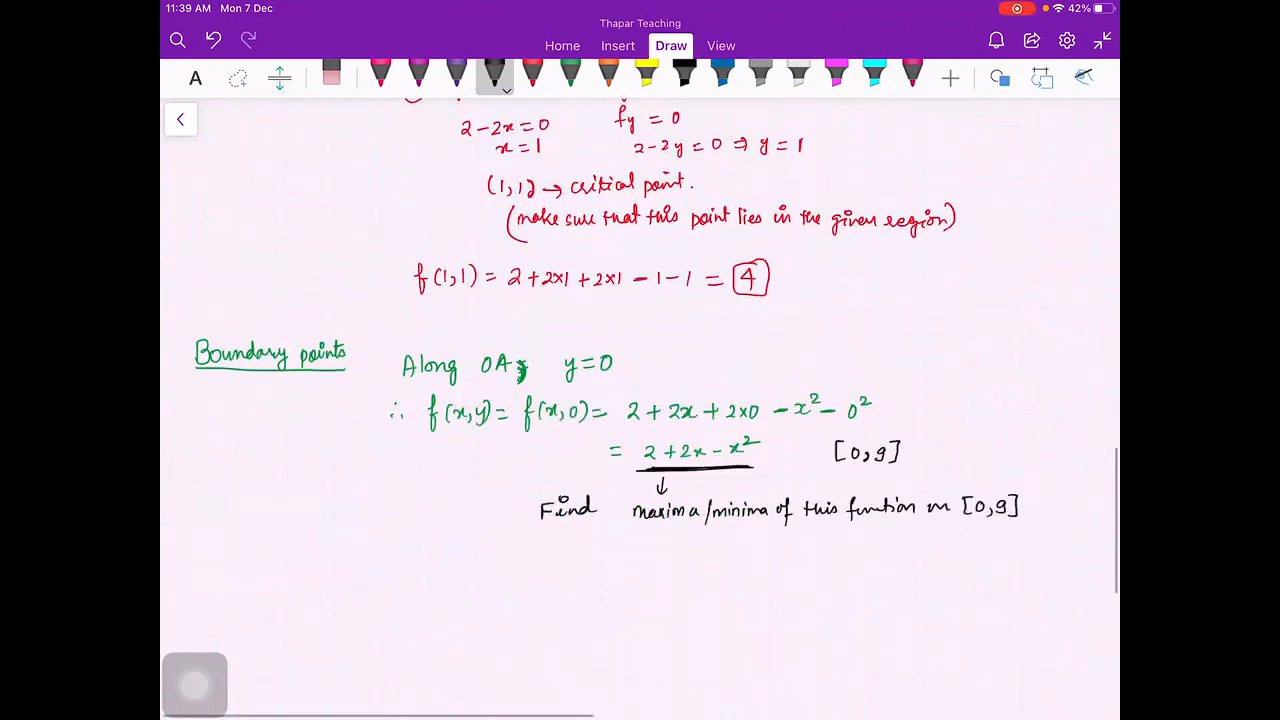 11:39 AM Mon 7 Dec
42%
Thapar Teaching
Home Insert Draw View
A
2 - 2x = 0
x = 1
fy = 0
2 - 2y = 0 ⇒ y = 1
(1,1) → critical point.
(make sure that this point lies in the given region)
f(1,1) = 2 + 2×1 + 2×1 - 1 - 1 = 4
Boundary points
Along OA, y = 0
∴ f(x,y) = f(x,0) = 2 + 2x + 2×0 - x² - 0²
= 2 + 2x - x² [0,9]
↓
Find maxima/minima of this function on [0,9]